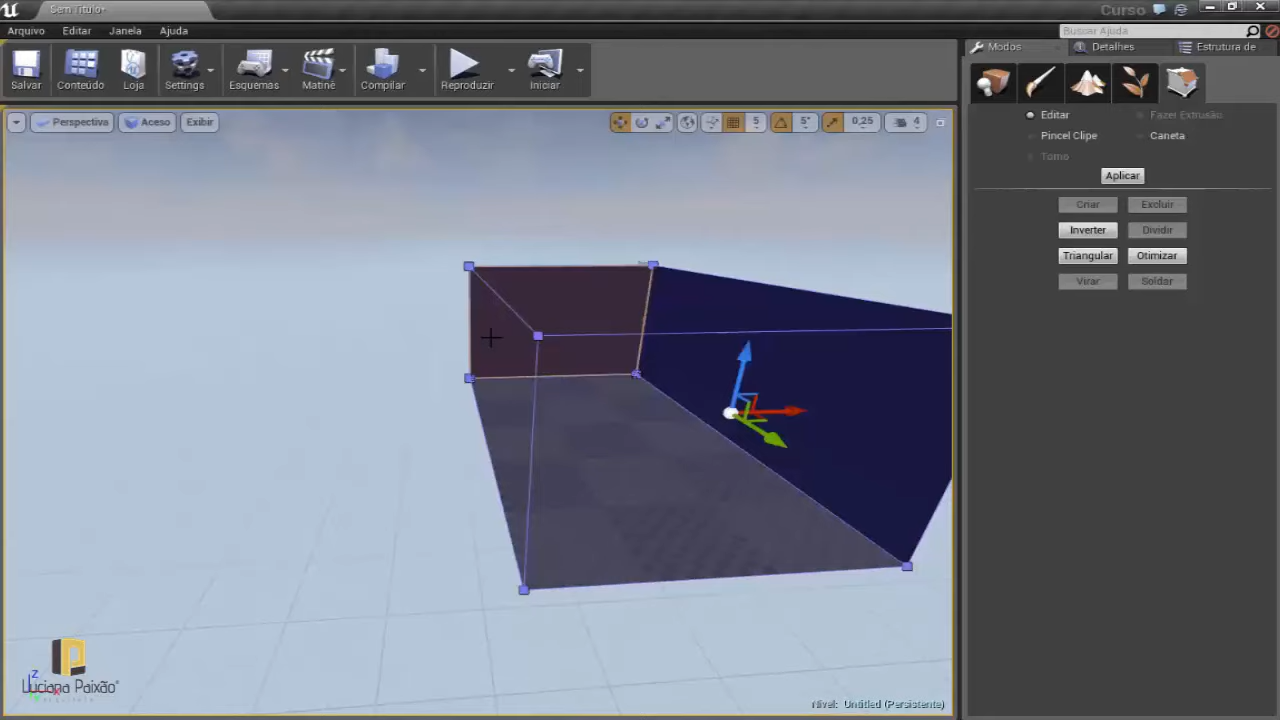 Sem Título*
Curso
Arquivo Editar Janela Ajuda
Buscar Ajuda
Salvar Conteúdo Loja Settings Esquemas Matinê Compilar Reproduzir Iniciar
Modos Detalhes Estrutura de
Perspectiva Aceso Exibir
5 5° 0,25 4
Editar Fazer Extrusão
Pincel Clipe Caneta
Torno
Aplicar
Criar Excluir
Inverter Dividir
Triangular Otimizar
Virar Soldar
Z
X
Luciana Paixão®
Nível: Untitled (Persistente)